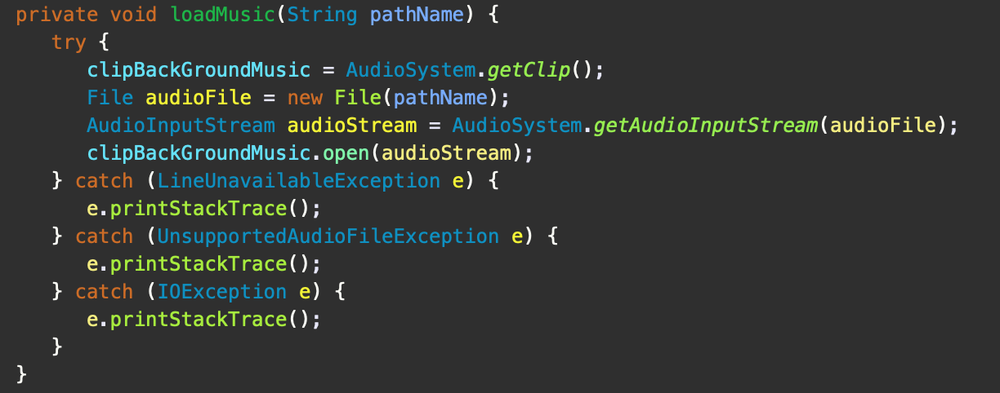 private void loadMusic(String pathName) {
   try {
      clipBackGroundMusic = AudioSystem.getClip();
      File audioFile = new File(pathName);
      AudioInputStream audioStream = AudioSystem.getAudioInputStream(audioFile);
      clipBackGroundMusic.open(audioStream);
   } catch (LineUnavailableException e) {
      e.printStackTrace();
   } catch (UnsupportedAudioFileException e) {
      e.printStackTrace();
   } catch (IOException e) {
      e.printStackTrace();
   }
}